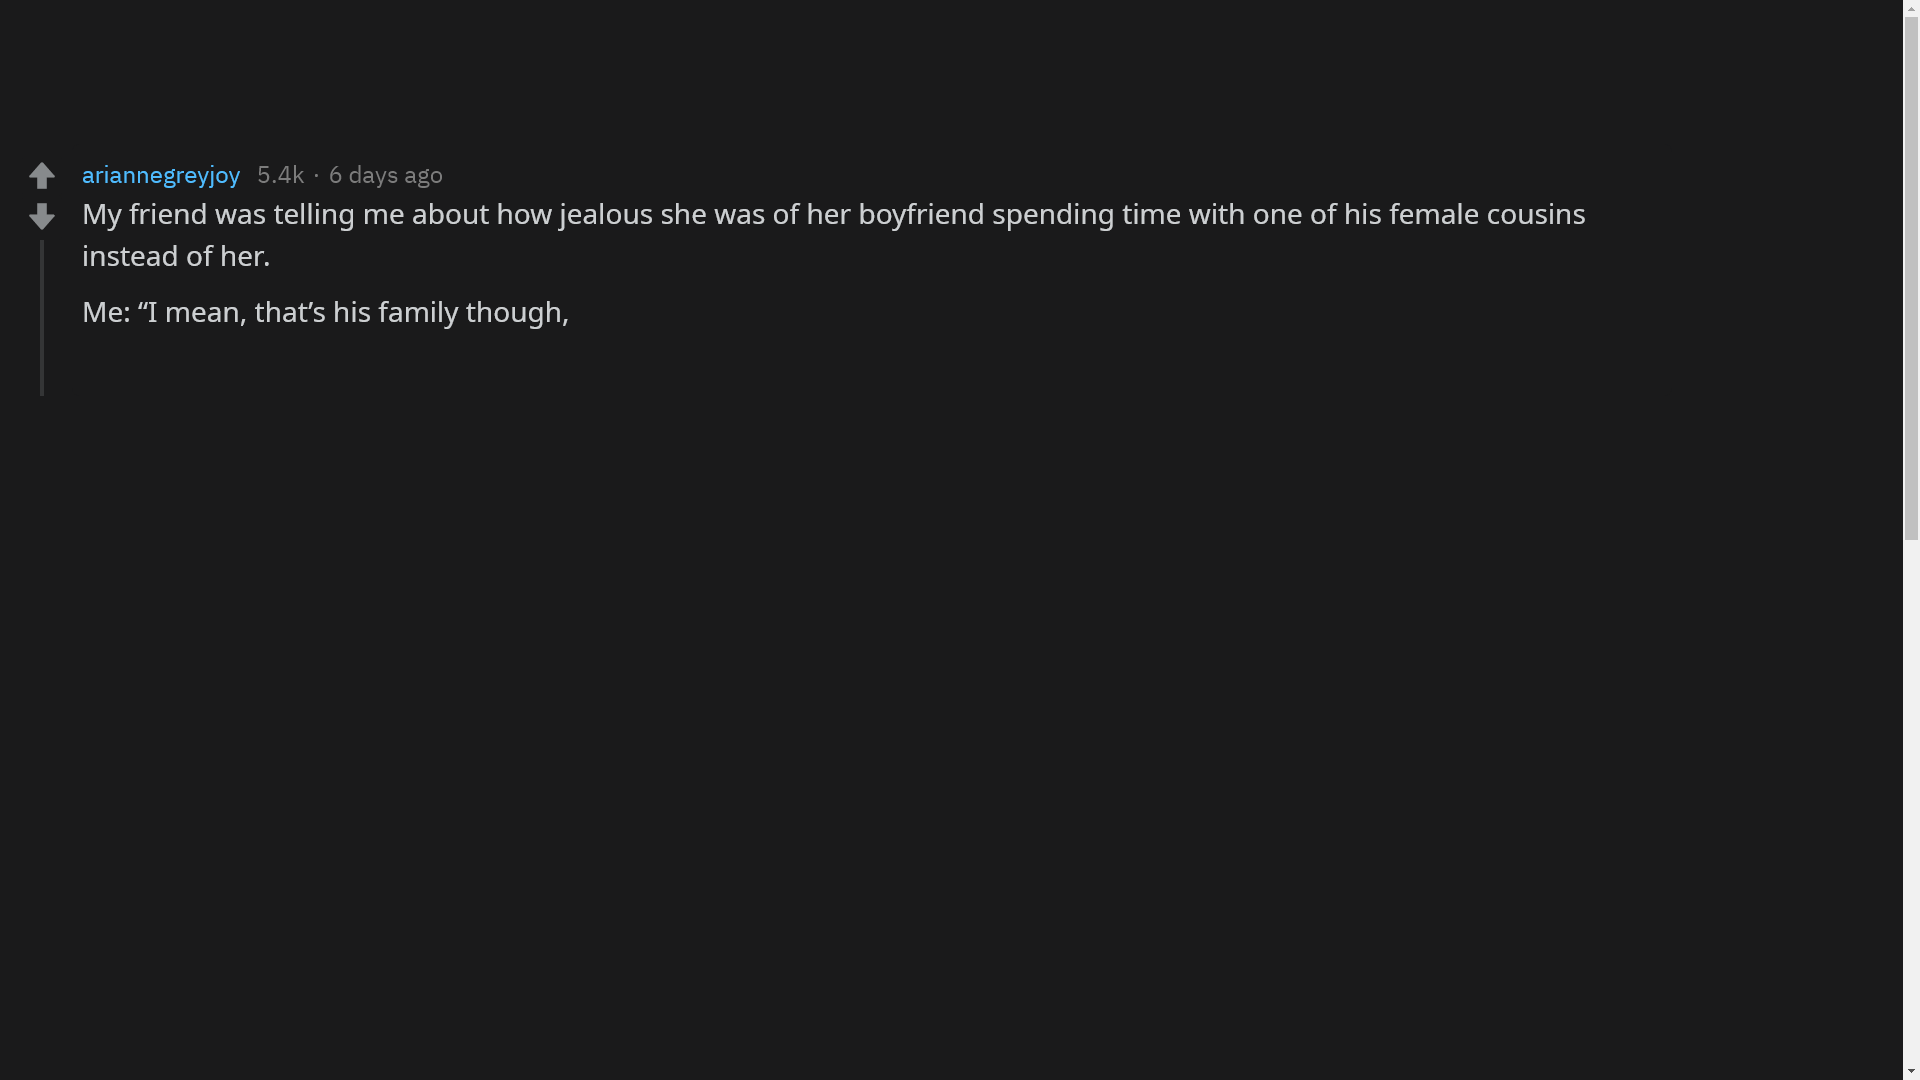 ariannegreyjoy 5.4k · 6 days ago
My friend was telling me about how jealous she was of her boyfriend spending time with one of his female cousins
instead of her.
Me: “I mean, that’s his family though,